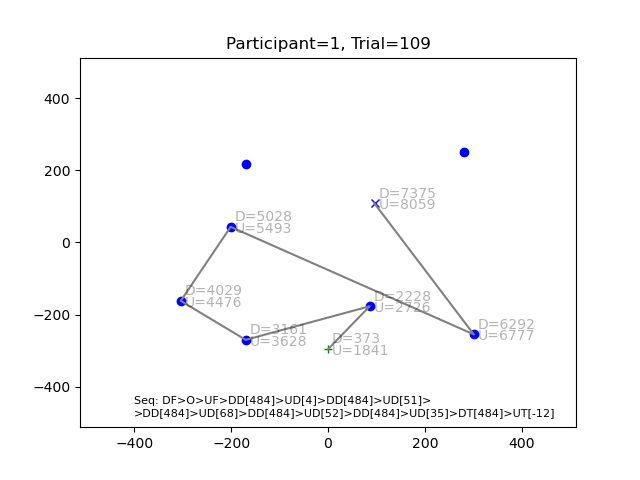 Participant=1, Trial=109
400
200
0
−200
−400
D=7375
U=8059
D=5028
U=5493
D=4029
U=4476
D=2228
U=2726
D=3161
U=3628
D=6292
U=6777
D=373
U=1841
Seq: DF>O>UF>DD[484]>UD[4]>DD[484]>UD[51]>
>DD[484]>UD[68]>DD[484]>UD[52]>DD[484]>UD[35]>DT[484]>UT[-12]
−400 −200 0 200 400